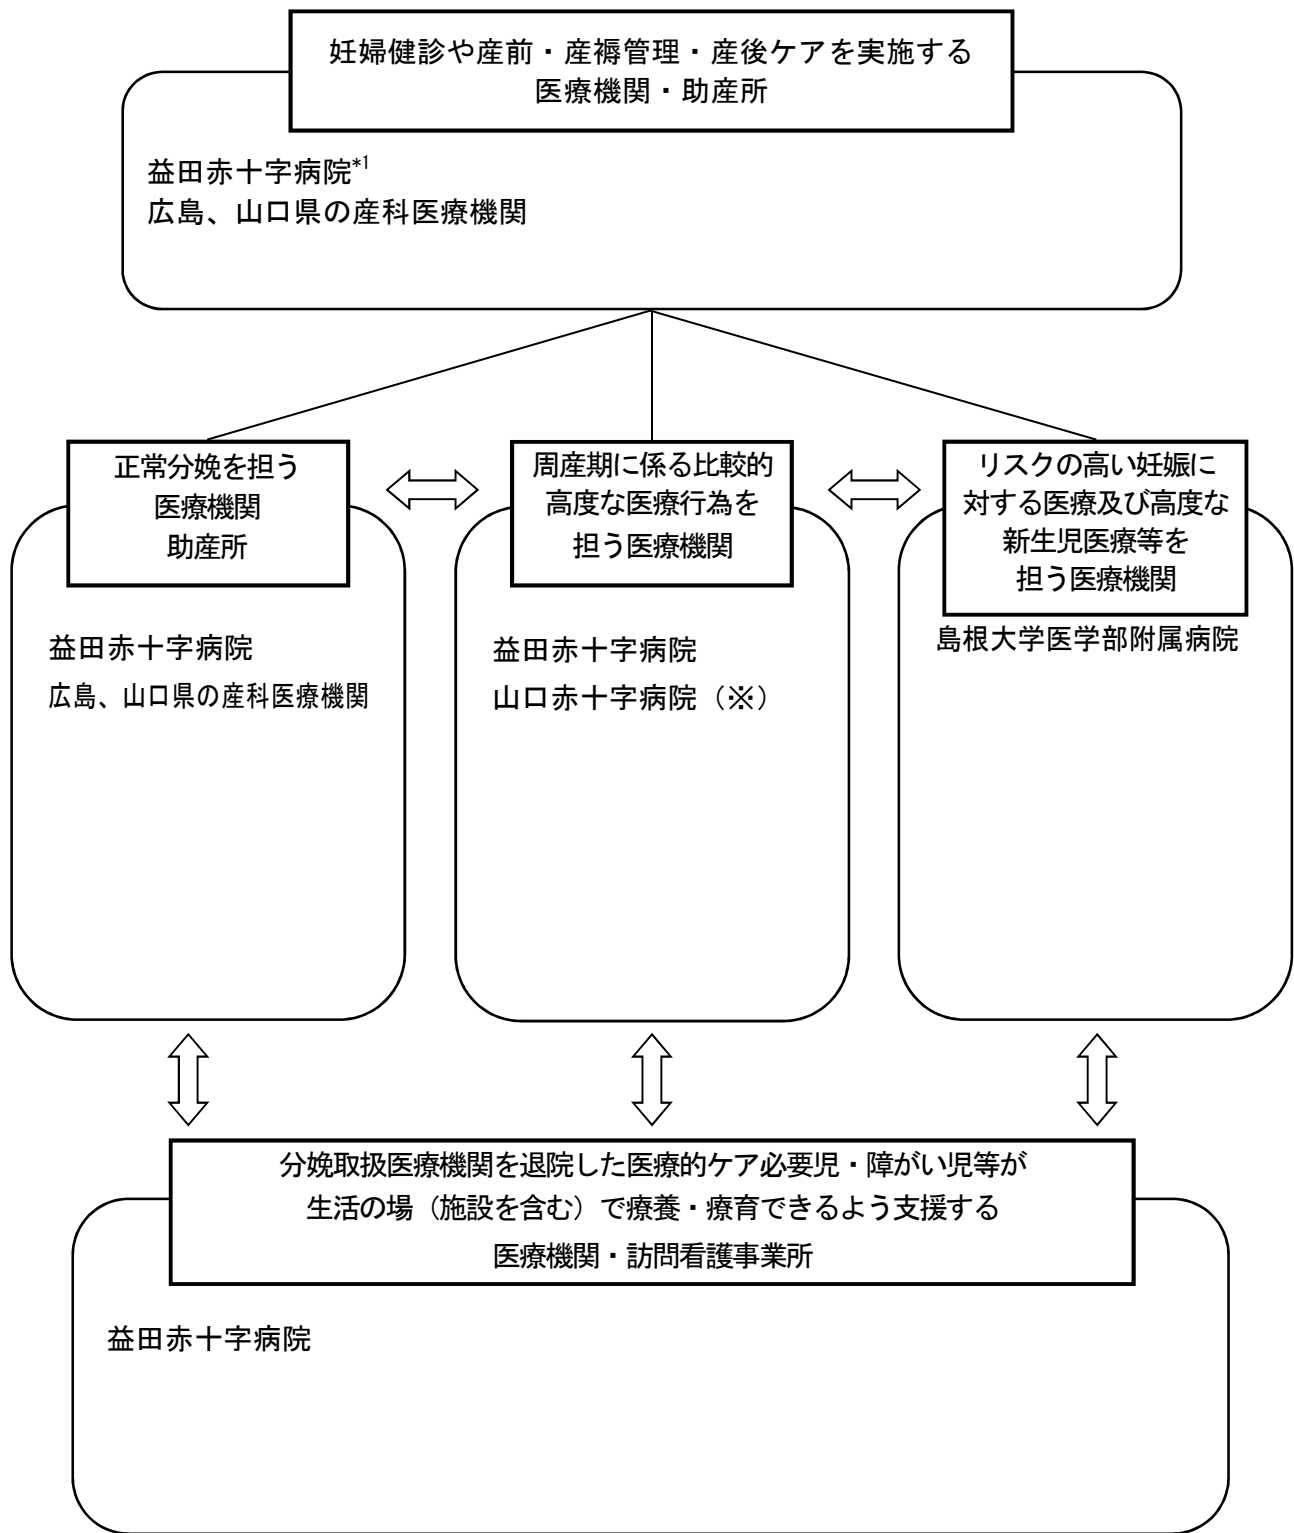 妊婦健診や産前・産褥管理・産後ケアを実施する
医療機関・助産所
益田赤十字病院*1
広島、山口県の産科医療機関
正常分娩を担う
医療機関
助産所
益田赤十字病院
広島、山口県の産科医療機関
周産期に係る比較的
高度な医療行為を
担う医療機関
益田赤十字病院
山口赤十字病院（※）
リスクの高い妊娠に
対する医療及び高度な
新生児医療等を
担う医療機関
島根大学医学部附属病院
分娩取扱医療機関を退院した医療的ケア必要児・障がい児等が
生活の場（施設を含む）で療養・療育できるよう支援する
医療機関・訪問看護事業所
益田赤十字病院